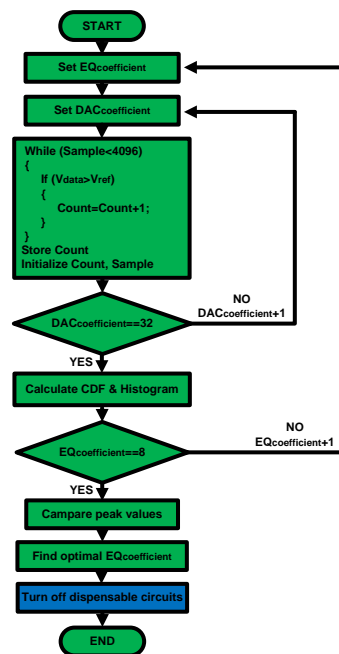 START
Set EQcoefficient
Set DACcoefficient
While (Sample<4096)
{
If (Vdata>Vref)
{
Count=Count+1;
}
}
Store Count
Initialize Count, Sample
DACcoefficient==32
NO
DACcoefficient+1
YES
Calculate CDF & Histogram
EQcoefficient==8
NO
EQcoefficient+1
YES
Campare peak values
Find optimal EQcoefficient
Turn off dispensable circuits
END